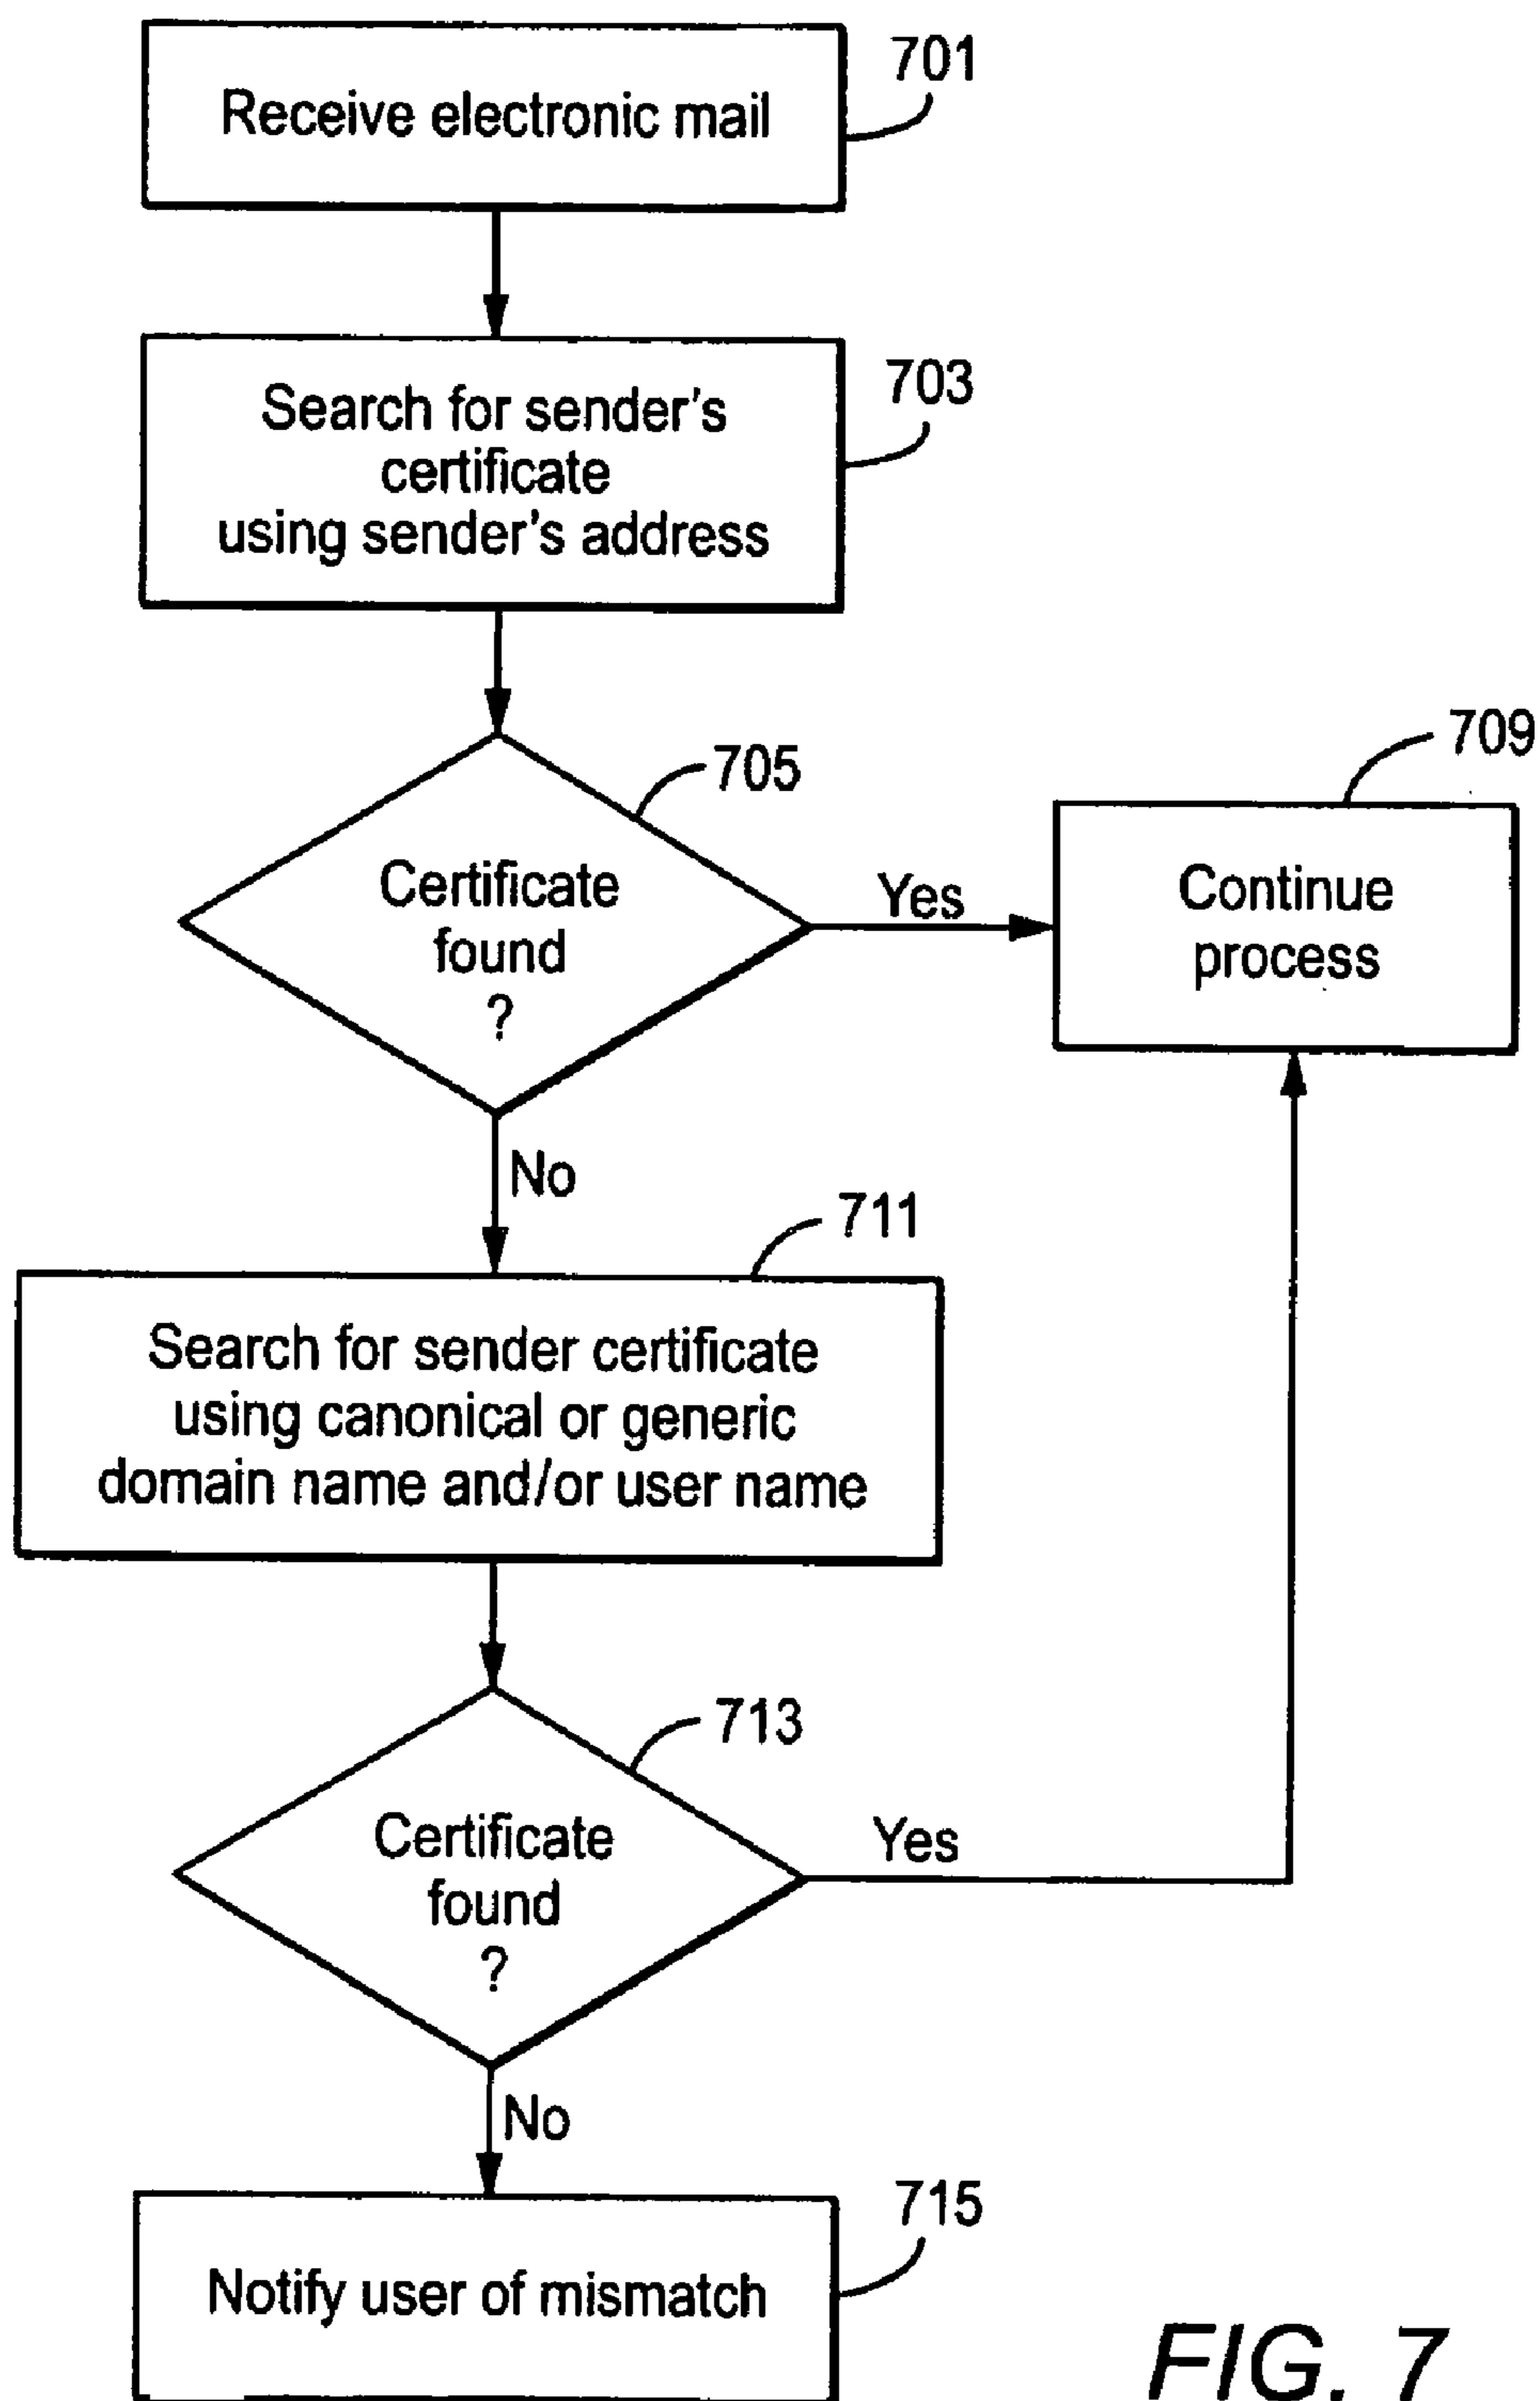 701
Receive electronic mail
703
Search for sender's
certificate
using sender's address
705
Certificate
found
?
Yes
709
Continue
process
No
711
Search for sender certificate
using canonical or generic
domain name and/or user name
713
Certificate
found
?
Yes
No
715
Notify user of mismatch
FIG. 7